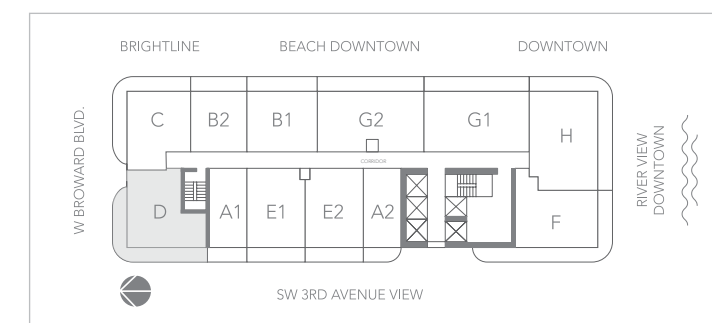 BRIGHTLINE BEACH DOWNTOWN DOWNTOWN
W BROWARD BLVD.
C B2 B1 G2 G1 H
CORRIDOR
RIVER VIEW
DOWNTOWN
D A1 E1 E2 A2 F
SW 3RD AVENUE VIEW